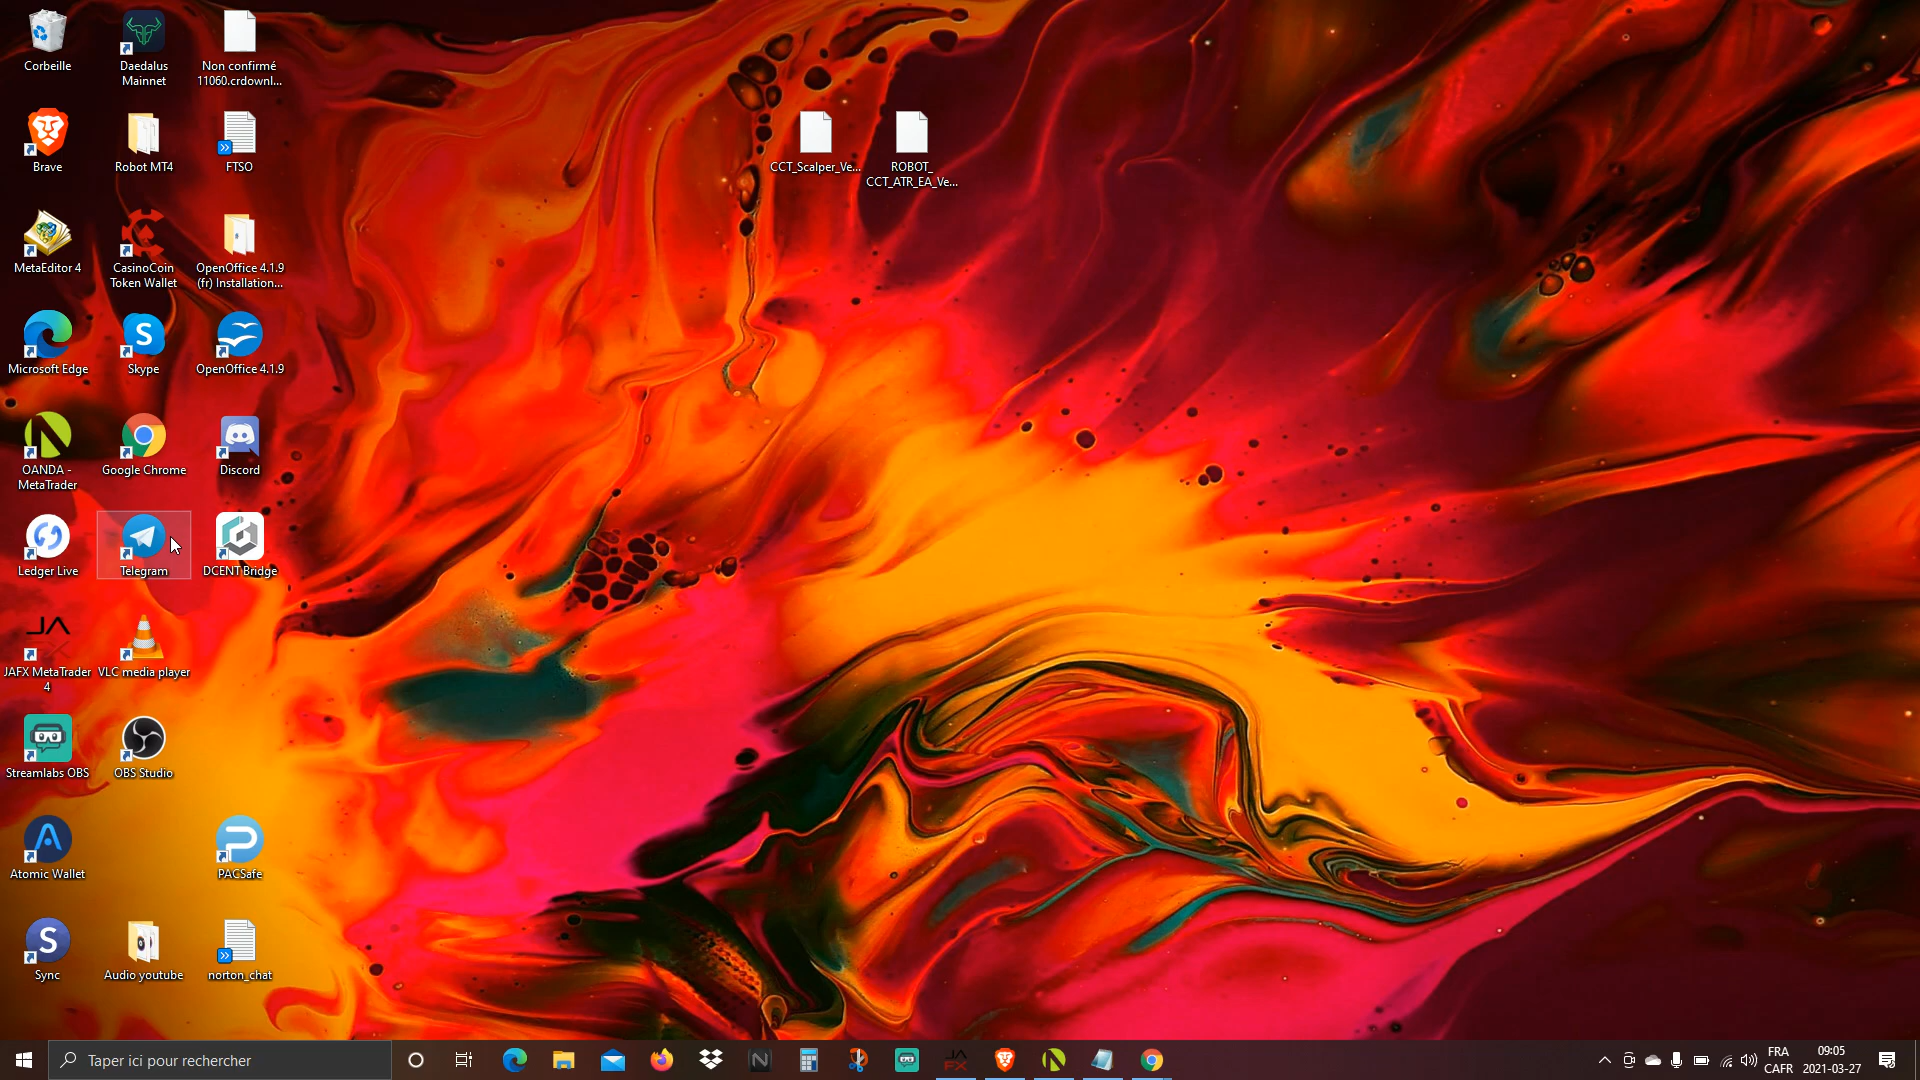 Corbeille
Daedalus
Mainnet
Non confirmé
11060.crdownl...
Brave
Robot MT4
FTSO
CCT_Scalper_Ve...
ROBOT_
CCT_ATR_EA_Ve...
MetaEditor 4
CasinoCoin
Token Wallet
OpenOffice 4.1.9
(fr) Installation...
Microsoft Edge
Skype
OpenOffice 4.1.9
OANDA -
MetaTrader
Google Chrome
Discord
Ledger Live
Telegram
DCENT Bridge
JAFX MetaTrader
4
VLC media player
Streamlabs OBS
OBS Studio
Atomic Wallet
PACSafe
Sync
Audio youtube
norton_chat
Taper ici pour rechercher
FRA
CAFR
09:05
2021-03-27